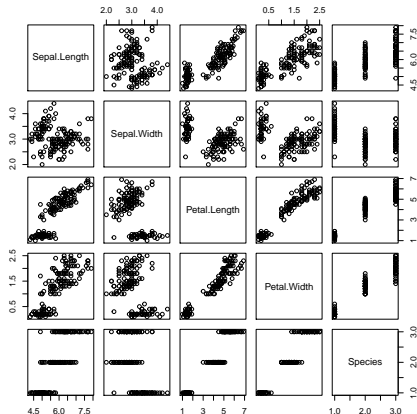 2.0 3.0 4.0 0.5 1.5 2.5
Sepal.Length
4.5 6.0 7.5
2.0 3.0 4.0
Sepal.Width
Petal.Length
1 3 5 7
0.5 1.5 2.5
Petal.Width
Species
1.0 2.0 3.0
4.5 6.0 7.5 1 3 5 7 1.0 2.0 3.0